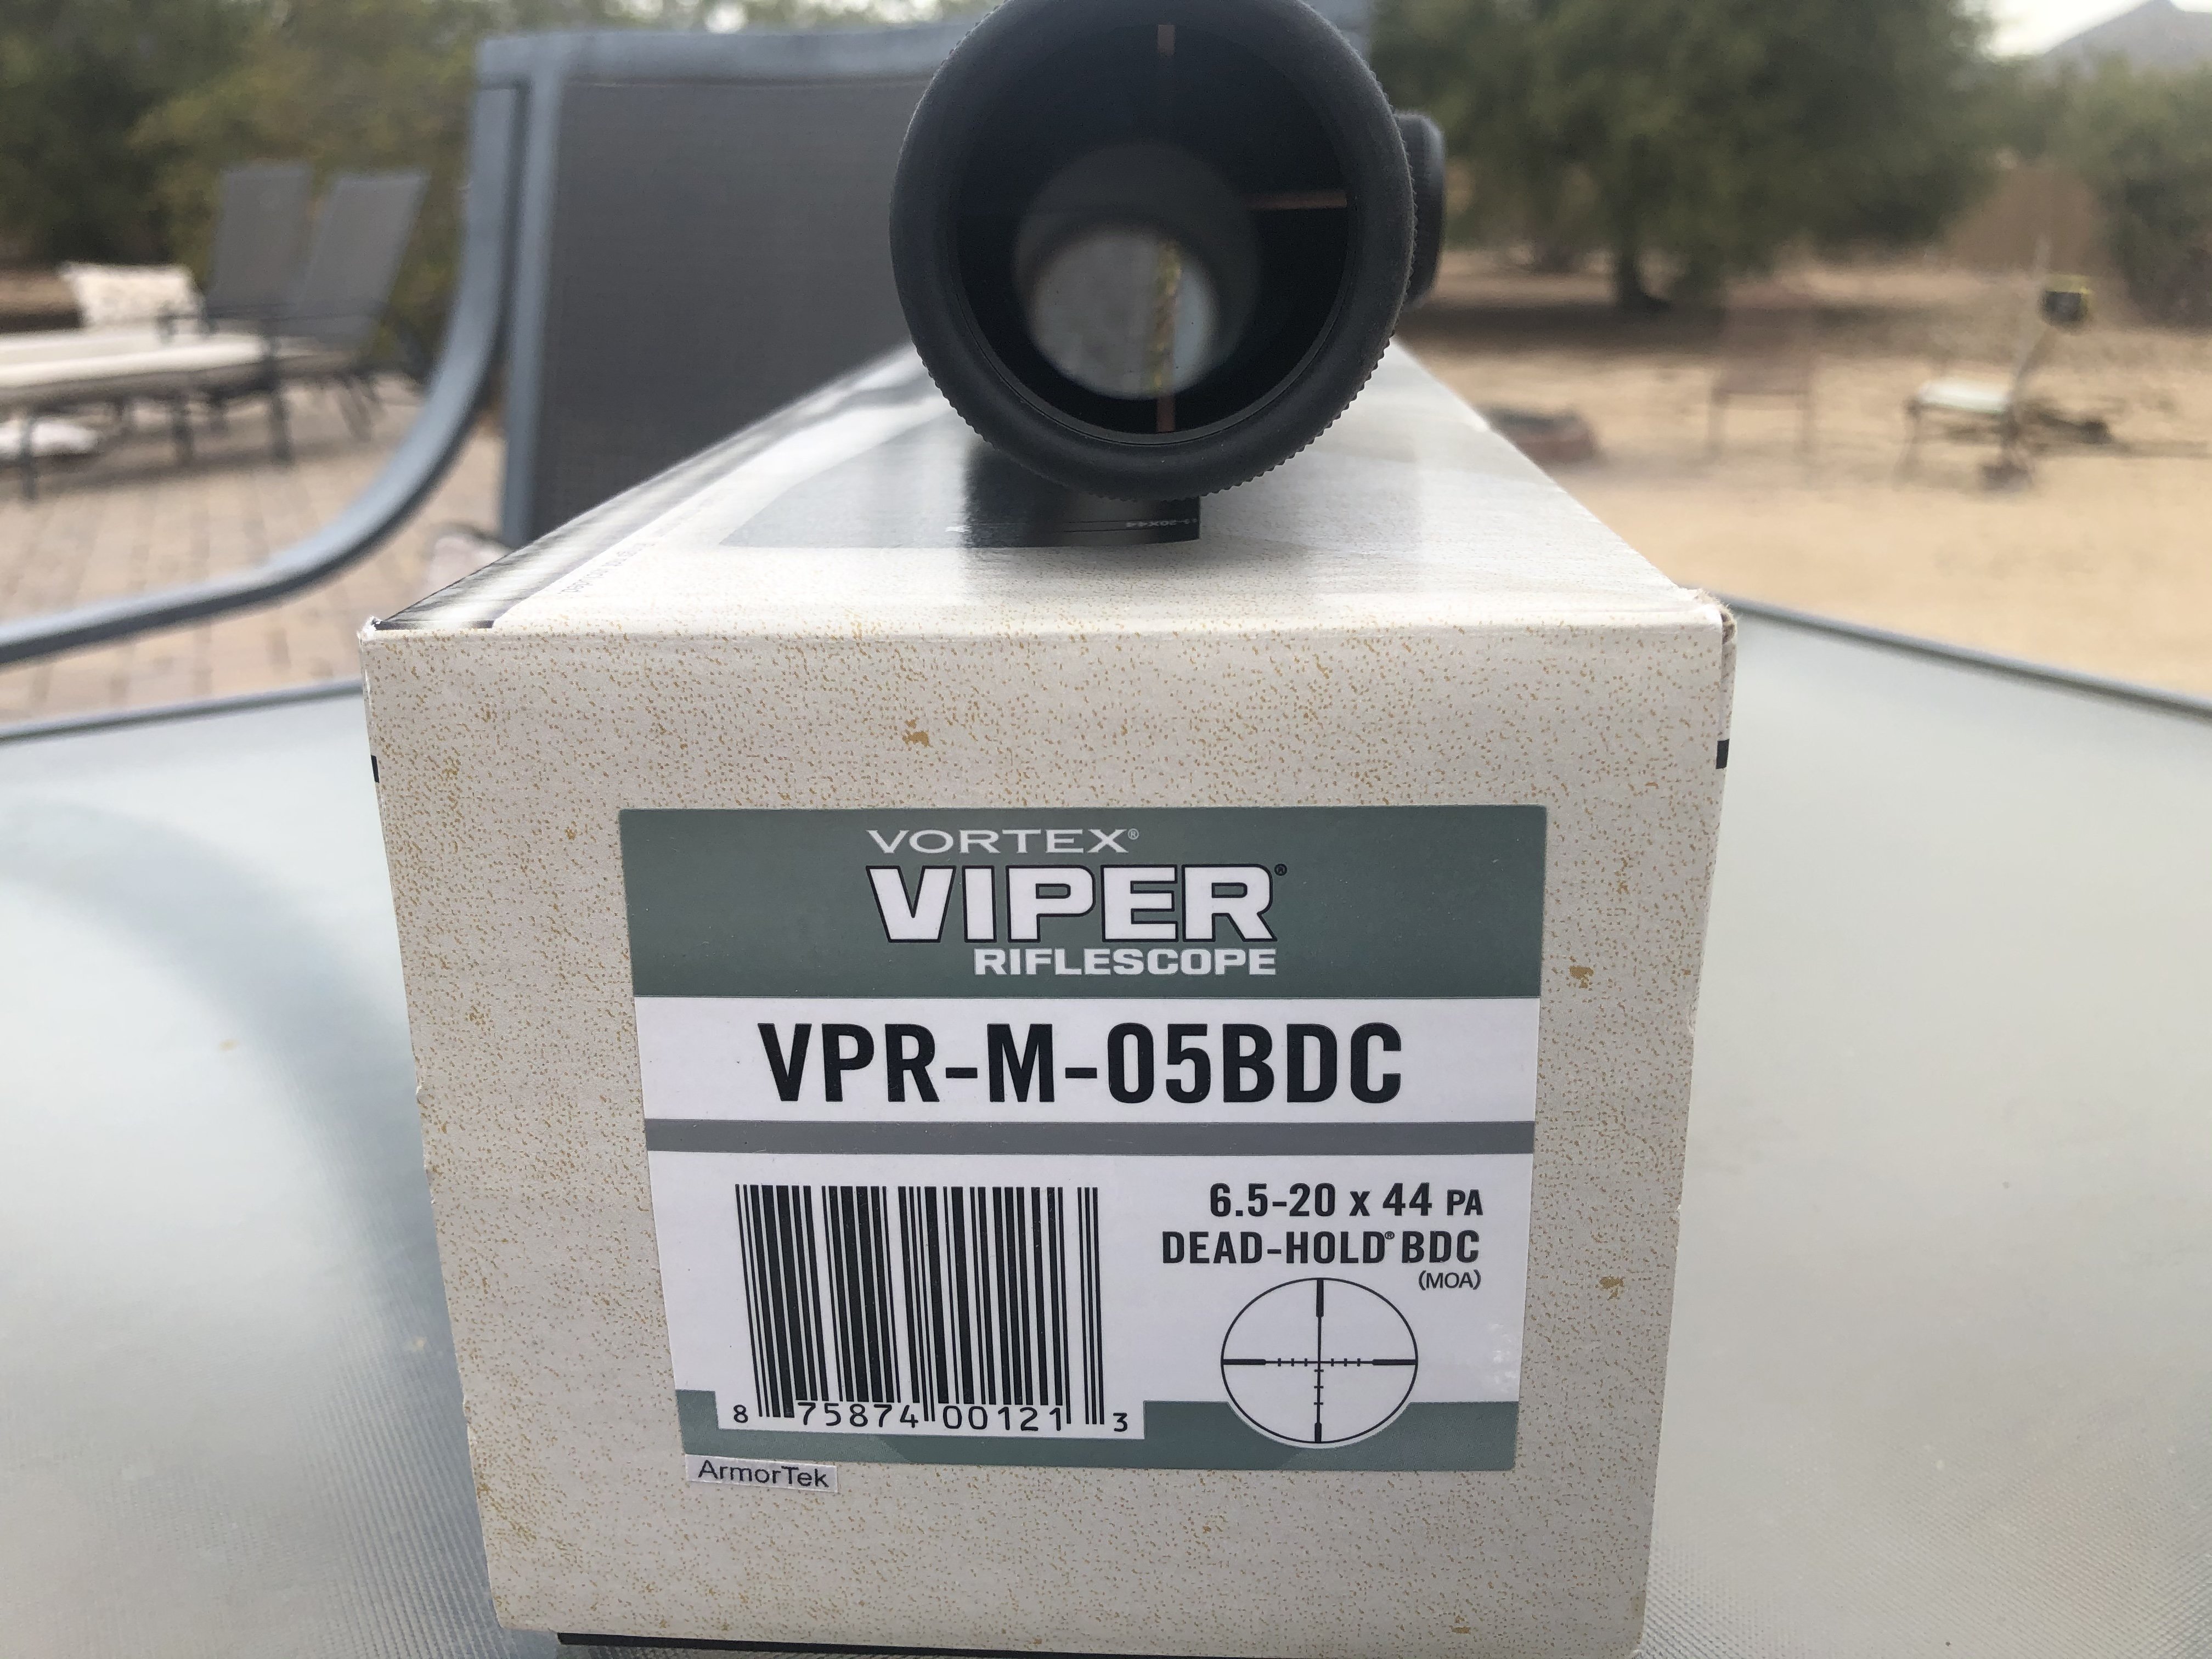 VORTEX®
VIPER®
RIFLESCOPE
VPR-M-05BDC
6.5-20 x 44 PA
DEAD-HOLD® BDC
(MOA)
8 75874 00121 3
ArmorTek